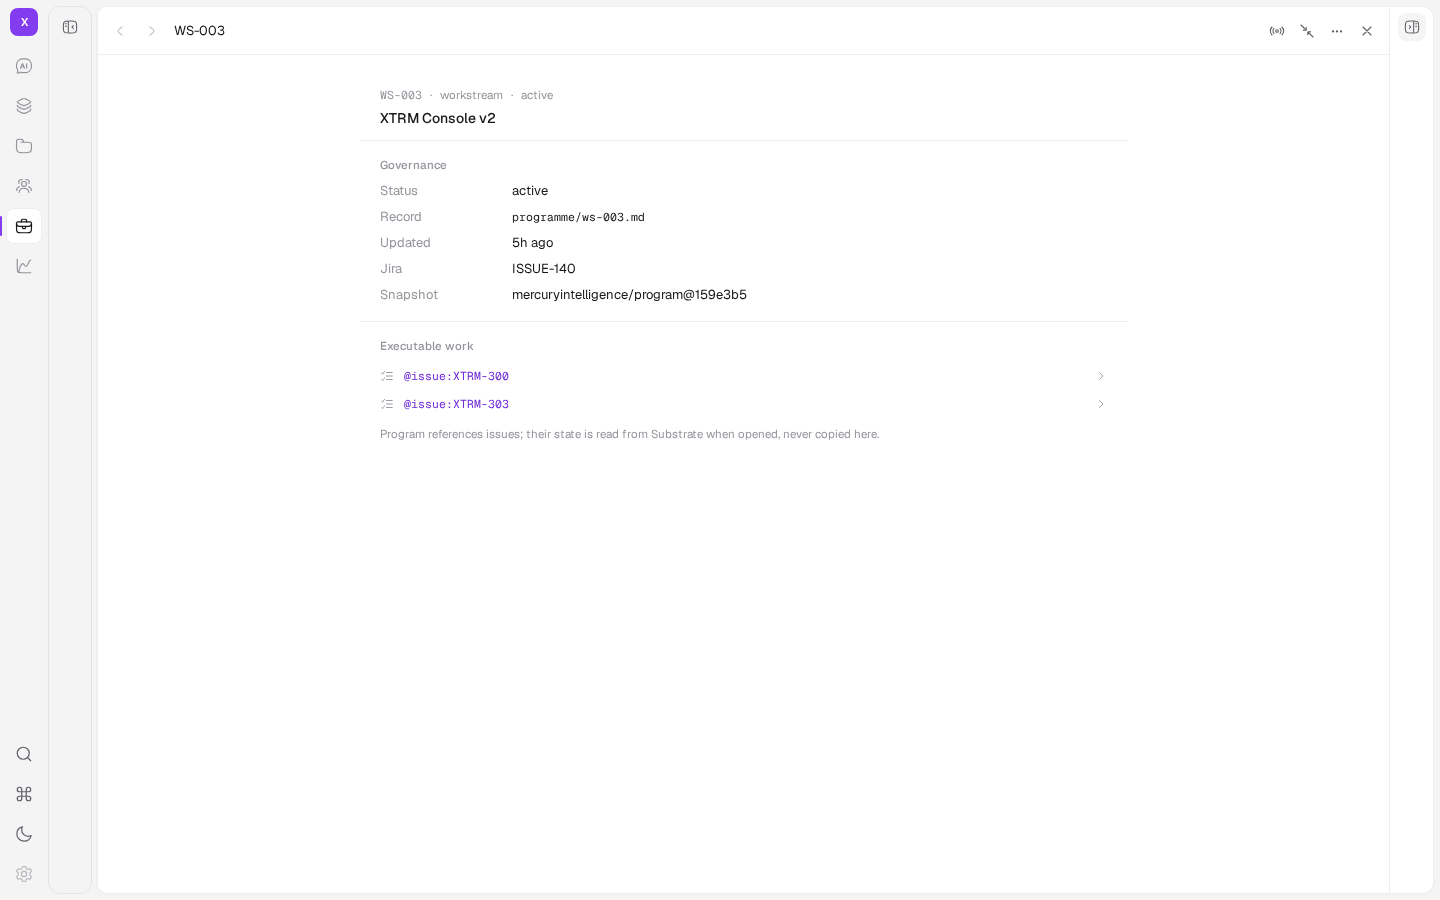 X
WS-003
AI
WS-003 · workstream · active
XTRM Console v2
Governance
Status active
Record programme/ws-003.md
Updated 5h ago
Jira ISSUE-140
Snapshot mercuryintelligence/program@159e3b5
Executable work
@issue:XTRM-300
@issue:XTRM-303
Program references issues; their state is read from Substrate when opened, never copied here.